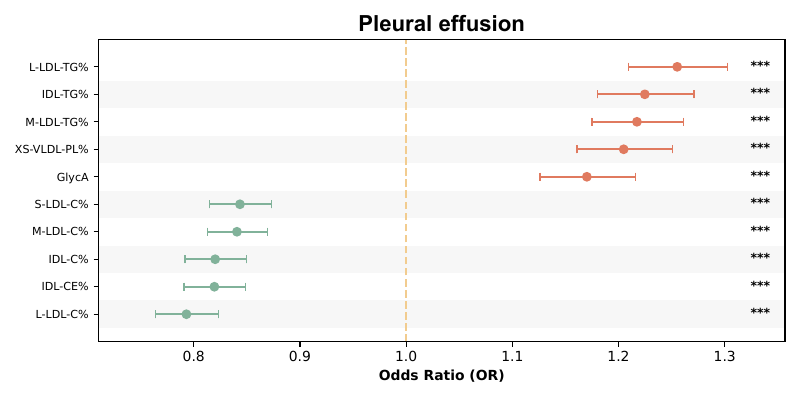 Pleural effusion
L-LDL-TG% ***
IDL-TG% ***
M-LDL-TG% ***
XS-VLDL-PL% ***
GlycA ***
S-LDL-C% ***
M-LDL-C% ***
IDL-C% ***
IDL-CE% ***
L-LDL-C% ***
0.8 0.9 1.0 1.1 1.2 1.3
Odds Ratio (OR)